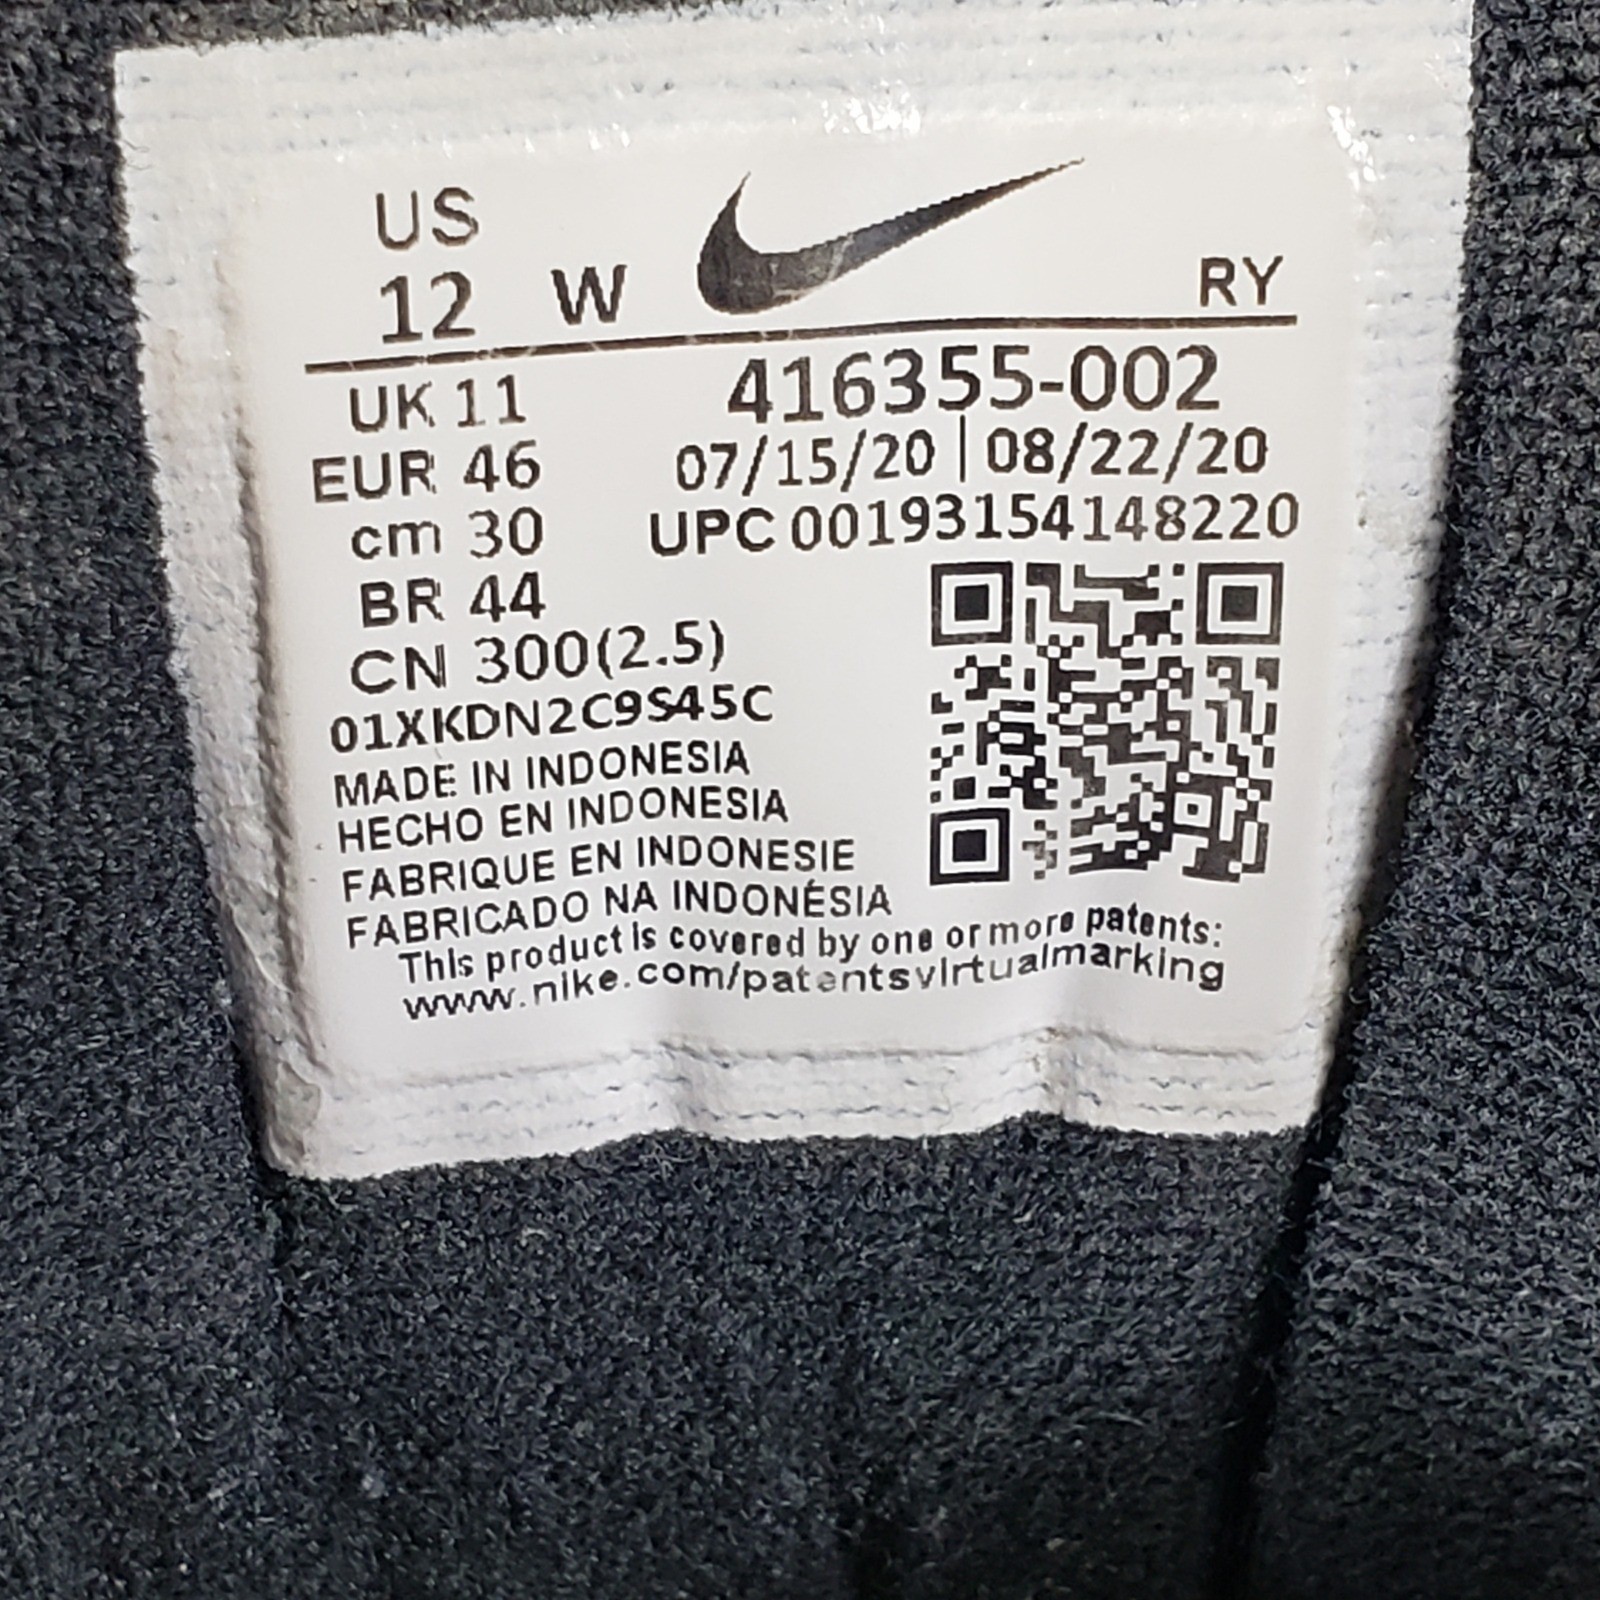 US
12 W RY
UK 11 416355-002
EUR 46 07/15/20 | 08/22/20
cm 30 UPC 00193154148220
BR 44
CN 300(2.5)
01XKDN2C9S45C
MADE IN INDONESIA
HECHO EN INDONESIA
FABRIQUE EN INDONESIE
FABRICADO NA INDONÉSIA
This product is covered by one or more patents:
www.nike.com/patentsvirtualmarking